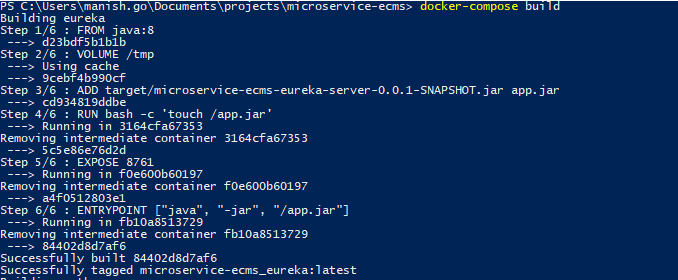 PS C:\Users\manish.go\Documents\projects\microservice-ecms> docker-compose build
Building eureka
Step 1/6 : FROM java:8
 ---> d23bdf5b1b1b
Step 2/6 : VOLUME /tmp
 ---> Using cache
 ---> 9cebf4b990cf
Step 3/6 : ADD target/microservice-ecms-eureka-server-0.0.1-SNAPSHOT.jar app.jar
 ---> cd934819ddbe
Step 4/6 : RUN bash -c 'touch /app.jar'
 ---> Running in 3164cfa67353
Removing intermediate container 3164cfa67353
 ---> 5c5e86e76d2d
Step 5/6 : EXPOSE 8761
 ---> Running in f0e600b60197
Removing intermediate container f0e600b60197
 ---> a4f0512803e1
Step 6/6 : ENTRYPOINT ["java", "-jar", "/app.jar"]
 ---> Running in fb10a8513729
Removing intermediate container fb10a8513729
 ---> 84402d8d7af6
Successfully built 84402d8d7af6
Successfully tagged microservice-ecms_eureka:latest